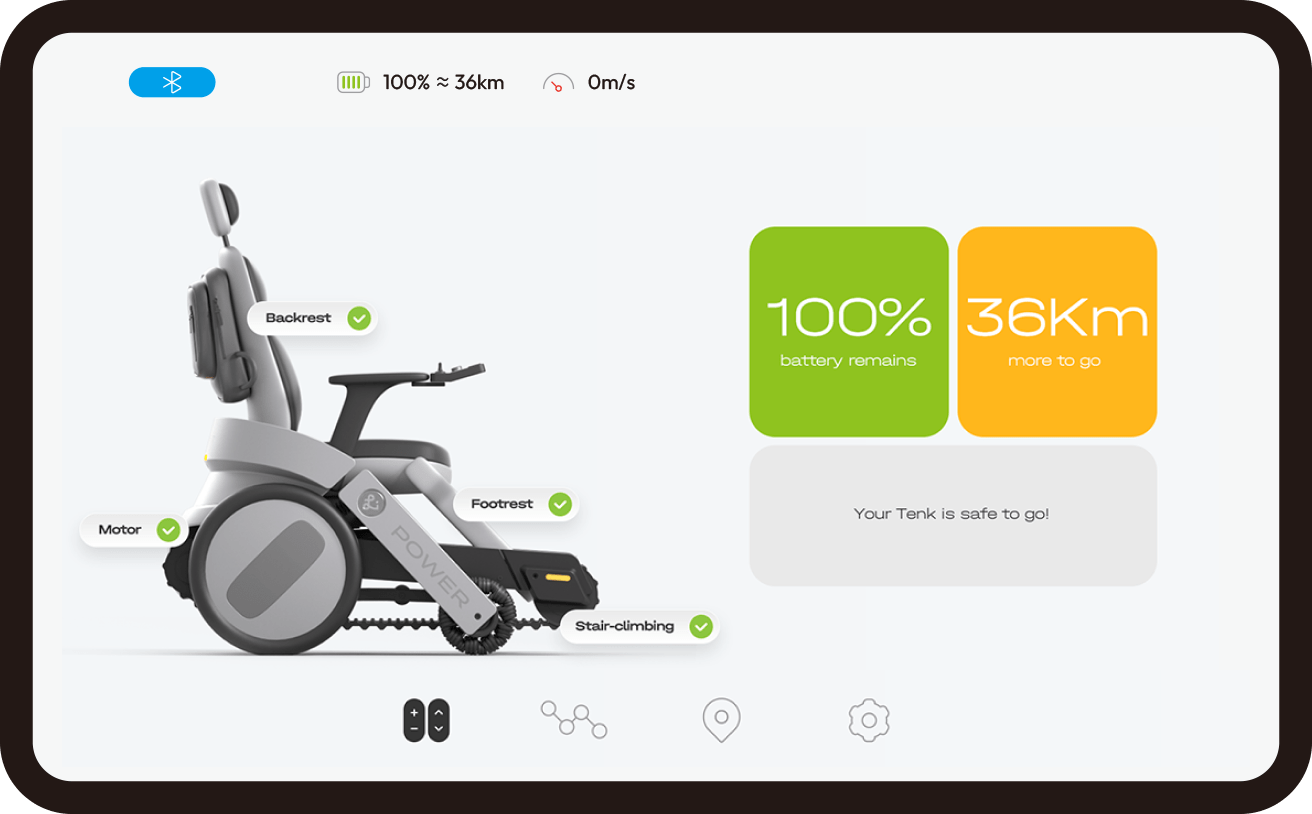 100% ≈ 36km
0m/s
Backrest
Footrest
Motor
POWER
Stair-climbing
100%
battery remains
36Km
more to go
Your Tenk is safe to go!